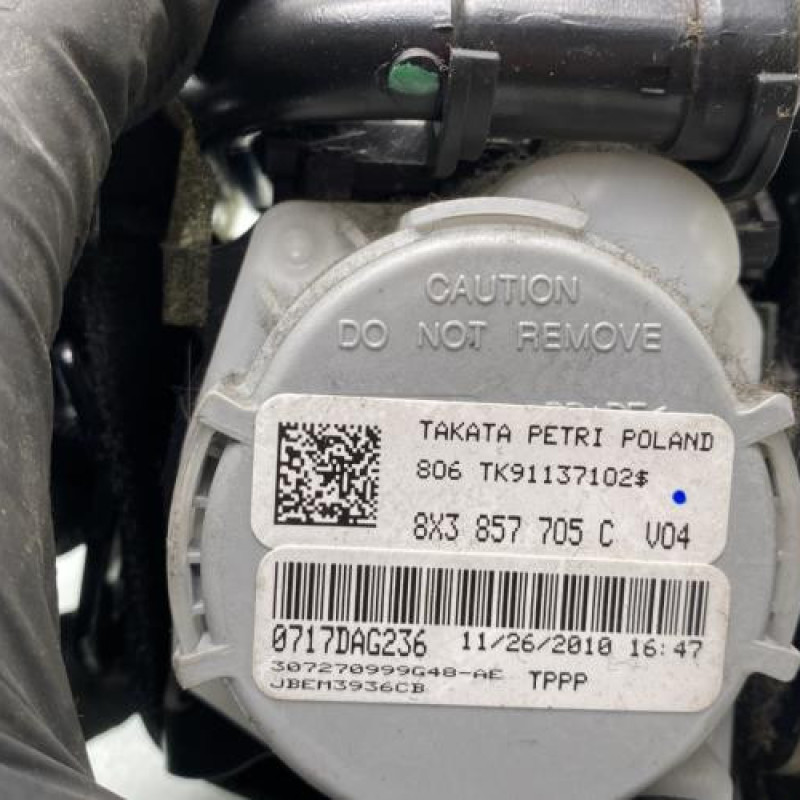 CAUTION
DO NOT REMOVE
TAKATA PETRI POLAND
806 TK91137102$
8X3 857 705 C V04
0717DAG236 11/26/2010 16:47
307270999G48-AE TPPP
JBEM3936CB